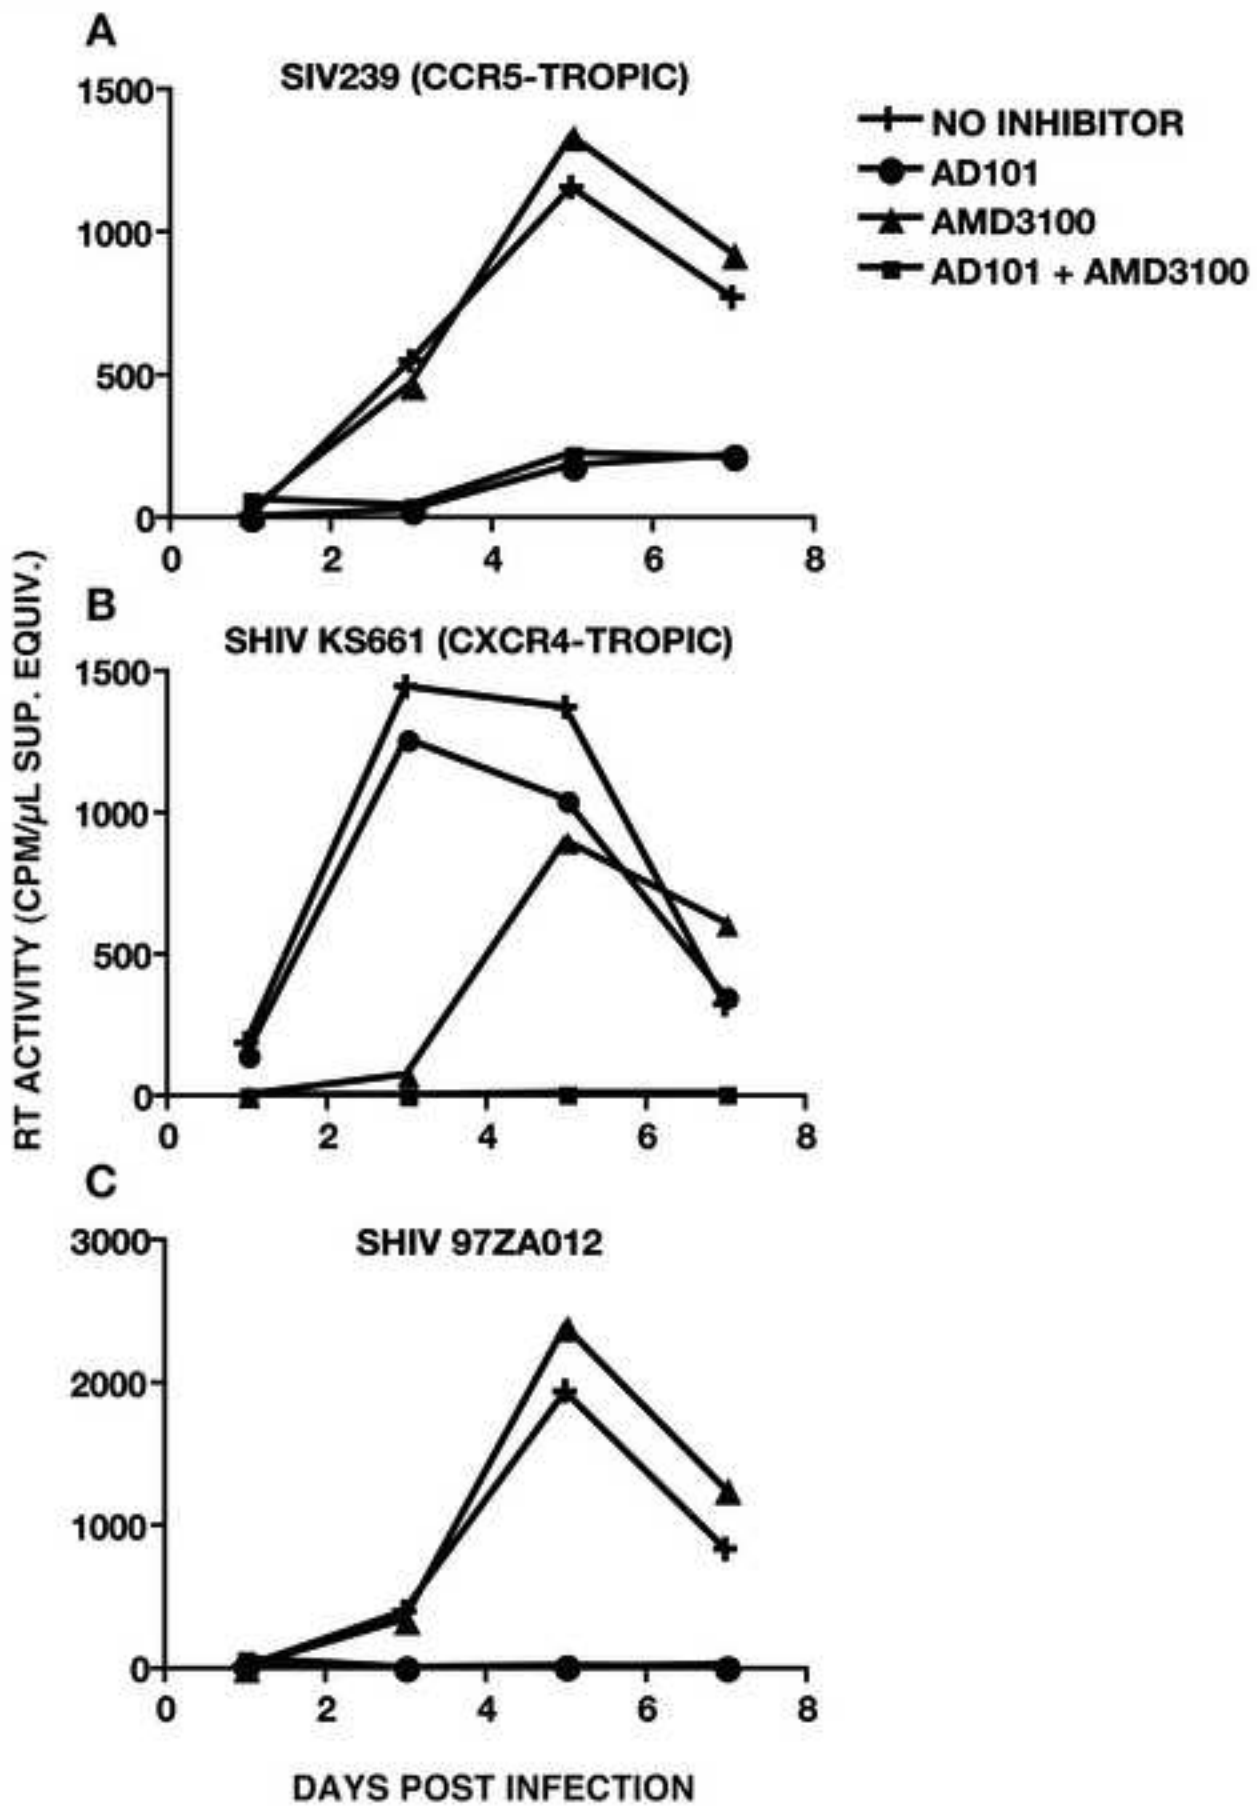 A
SIV239 (CCR5-TROPIC)
1500
1000
500
0
0 2 4 6 8
NO INHIBITOR
AD101
AMD3100
AD101 + AMD3100
RT ACTIVITY (CPM/µL SUP. EQUIV.)
B
SHIV KS661 (CXCR4-TROPIC)
1500
1000
500
0
0 2 4 6 8
C
SHIV 97ZA012
3000
2000
1000
0
0 2 4 6 8
DAYS POST INFECTION